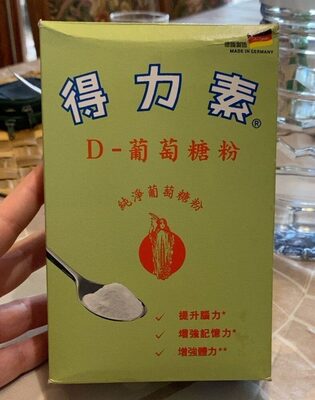 德國製造
MADE IN GERMANY
得力素®
D-葡萄糖粉
純淨葡萄糖粉
✓ 提升腦力*
✓ 增強記憶力*
✓ 增強體力**